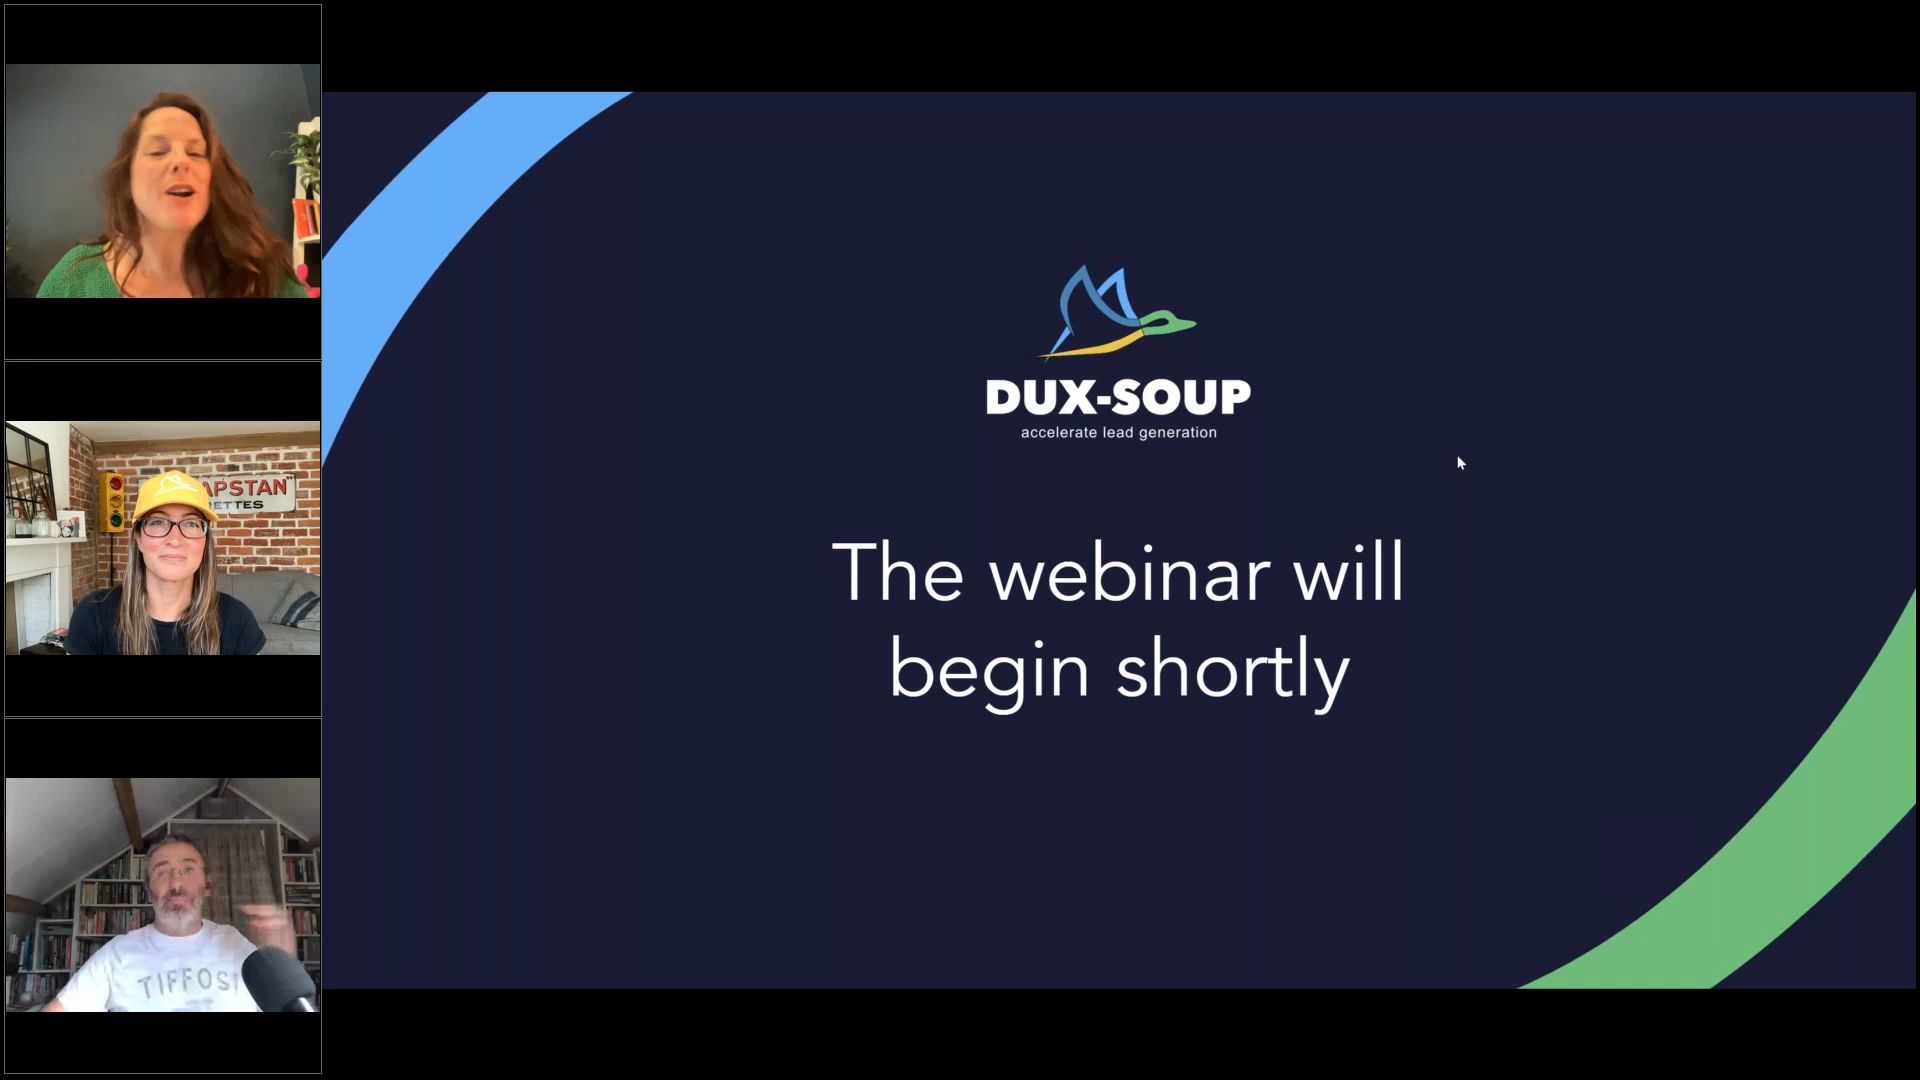 DUX-SOUP
accelerate lead generation
The webinar will
begin shortly
APSTAN"
ETTES
TIFFOSI